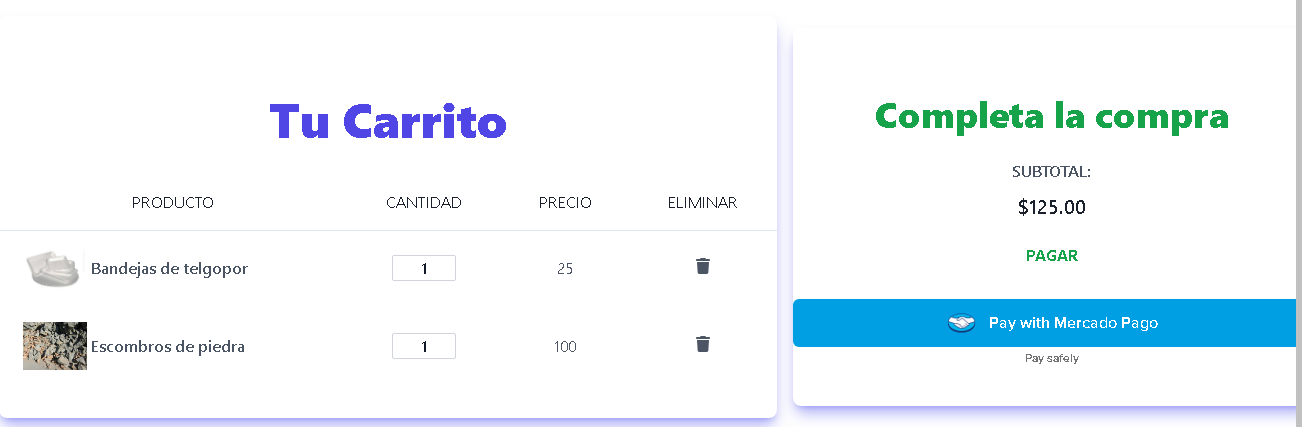 Tu Carrito
PRODUCTO CANTIDAD PRECIO ELIMINAR
Bandejas de telgopor 1 25
Escombros de piedra 1 100
Completa la compra
SUBTOTAL:
$125.00
PAGAR
Pay with Mercado Pago
Pay safely